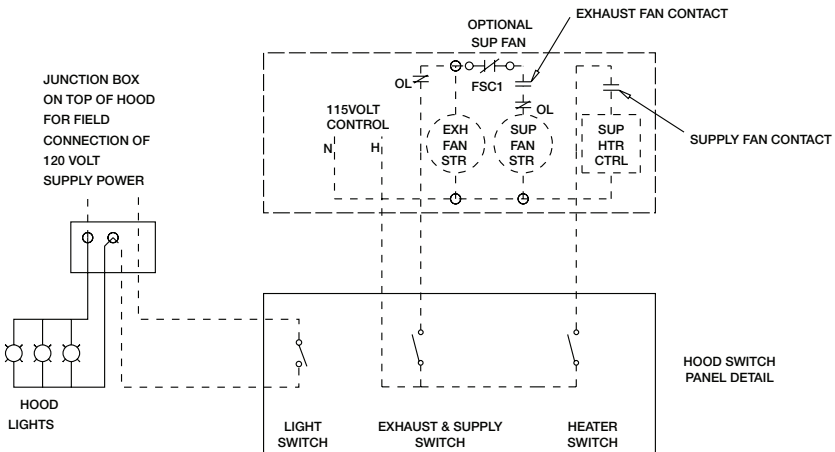 EXHAUST FAN CONTACT
OPTIONAL
SUP FAN
JUNCTION BOX
ON TOP OF HOOD
FOR FIELD
CONNECTION OF
120 VOLT
SUPPLY POWER
OL
FSC1
115VOLT
CONTROL
N
H
OL
EXH
FAN
STR
SUP
FAN
STR
SUP
HTR
CTRL
SUPPLY FAN CONTACT
HOOD
LIGHTS
HOOD SWITCH
PANEL DETAIL
LIGHT
SWITCH
EXHAUST & SUPPLY
SWITCH
HEATER
SWITCH